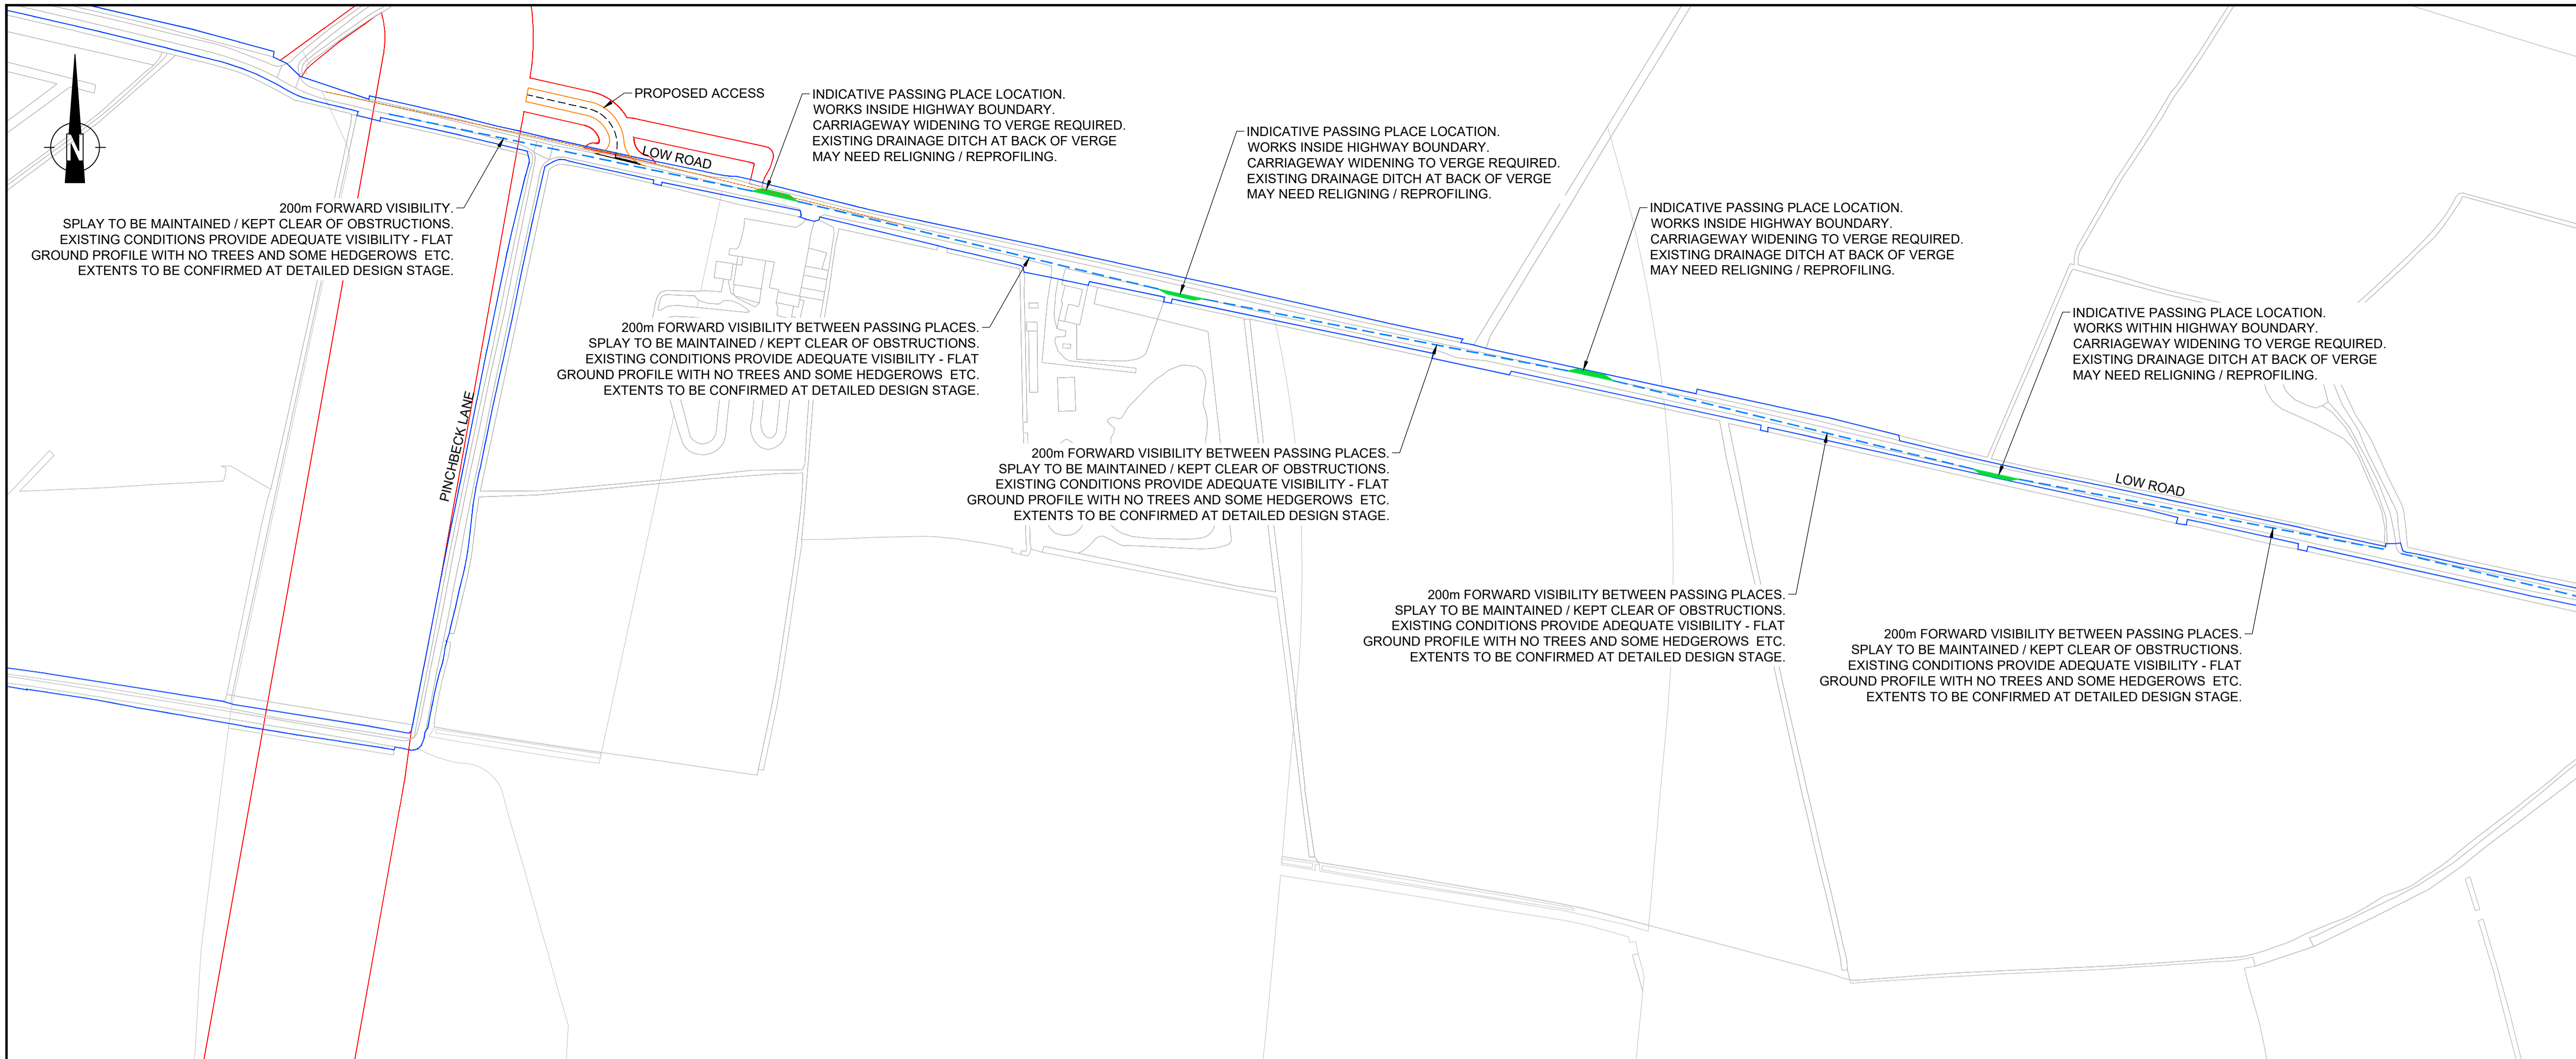 N
PROPOSED ACCESS
LOW ROAD
INDICATIVE PASSING PLACE LOCATION.
WORKS INSIDE HIGHWAY BOUNDARY.
CARRIAGEWAY WIDENING TO VERGE REQUIRED.
EXISTING DRAINAGE DITCH AT BACK OF VERGE
MAY NEED RELIGNING / REPROFILING.
INDICATIVE PASSING PLACE LOCATION.
WORKS INSIDE HIGHWAY BOUNDARY.
CARRIAGEWAY WIDENING TO VERGE REQUIRED.
EXISTING DRAINAGE DITCH AT BACK OF VERGE
MAY NEED RELIGNING / REPROFILING.
INDICATIVE PASSING PLACE LOCATION.
WORKS INSIDE HIGHWAY BOUNDARY.
CARRIAGEWAY WIDENING TO VERGE REQUIRED.
EXISTING DRAINAGE DITCH AT BACK OF VERGE
MAY NEED RELIGNING / REPROFILING.
INDICATIVE PASSING PLACE LOCATION.
WORKS WITHIN HIGHWAY BOUNDARY.
CARRIAGEWAY WIDENING TO VERGE REQUIRED.
EXISTING DRAINAGE DITCH AT BACK OF VERGE
MAY NEED RELIGNING / REPROFILING.
200m FORWARD VISIBILITY.
SPLAY TO BE MAINTAINED / KEPT CLEAR OF OBSTRUCTIONS.
EXISTING CONDITIONS PROVIDE ADEQUATE VISIBILITY - FLAT
GROUND PROFILE WITH NO TREES AND SOME HEDGEROWS  ETC.
EXTENTS TO BE CONFIRMED AT DETAILED DESIGN STAGE.
200m FORWARD VISIBILITY BETWEEN PASSING PLACES.
SPLAY TO BE MAINTAINED / KEPT CLEAR OF OBSTRUCTIONS.
EXISTING CONDITIONS PROVIDE ADEQUATE VISIBILITY - FLAT
GROUND PROFILE WITH NO TREES AND SOME HEDGEROWS  ETC.
EXTENTS TO BE CONFIRMED AT DETAILED DESIGN STAGE.
PINCHBECK LANE
200m FORWARD VISIBILITY BETWEEN PASSING PLACES.
SPLAY TO BE MAINTAINED / KEPT CLEAR OF OBSTRUCTIONS.
EXISTING CONDITIONS PROVIDE ADEQUATE VISIBILITY - FLAT
GROUND PROFILE WITH NO TREES AND SOME HEDGEROWS  ETC.
EXTENTS TO BE CONFIRMED AT DETAILED DESIGN STAGE.
LOW ROAD
200m FORWARD VISIBILITY BETWEEN PASSING PLACES.
SPLAY TO BE MAINTAINED / KEPT CLEAR OF OBSTRUCTIONS.
EXISTING CONDITIONS PROVIDE ADEQUATE VISIBILITY - FLAT
GROUND PROFILE WITH NO TREES AND SOME HEDGEROWS  ETC.
EXTENTS TO BE CONFIRMED AT DETAILED DESIGN STAGE.
200m FORWARD VISIBILITY BETWEEN PASSING PLACES.
SPLAY TO BE MAINTAINED / KEPT CLEAR OF OBSTRUCTIONS.
EXISTING CONDITIONS PROVIDE ADEQUATE VISIBILITY - FLAT
GROUND PROFILE WITH NO TREES AND SOME HEDGEROWS  ETC.
EXTENTS TO BE CONFIRMED AT DETAILED DESIGN STAGE.